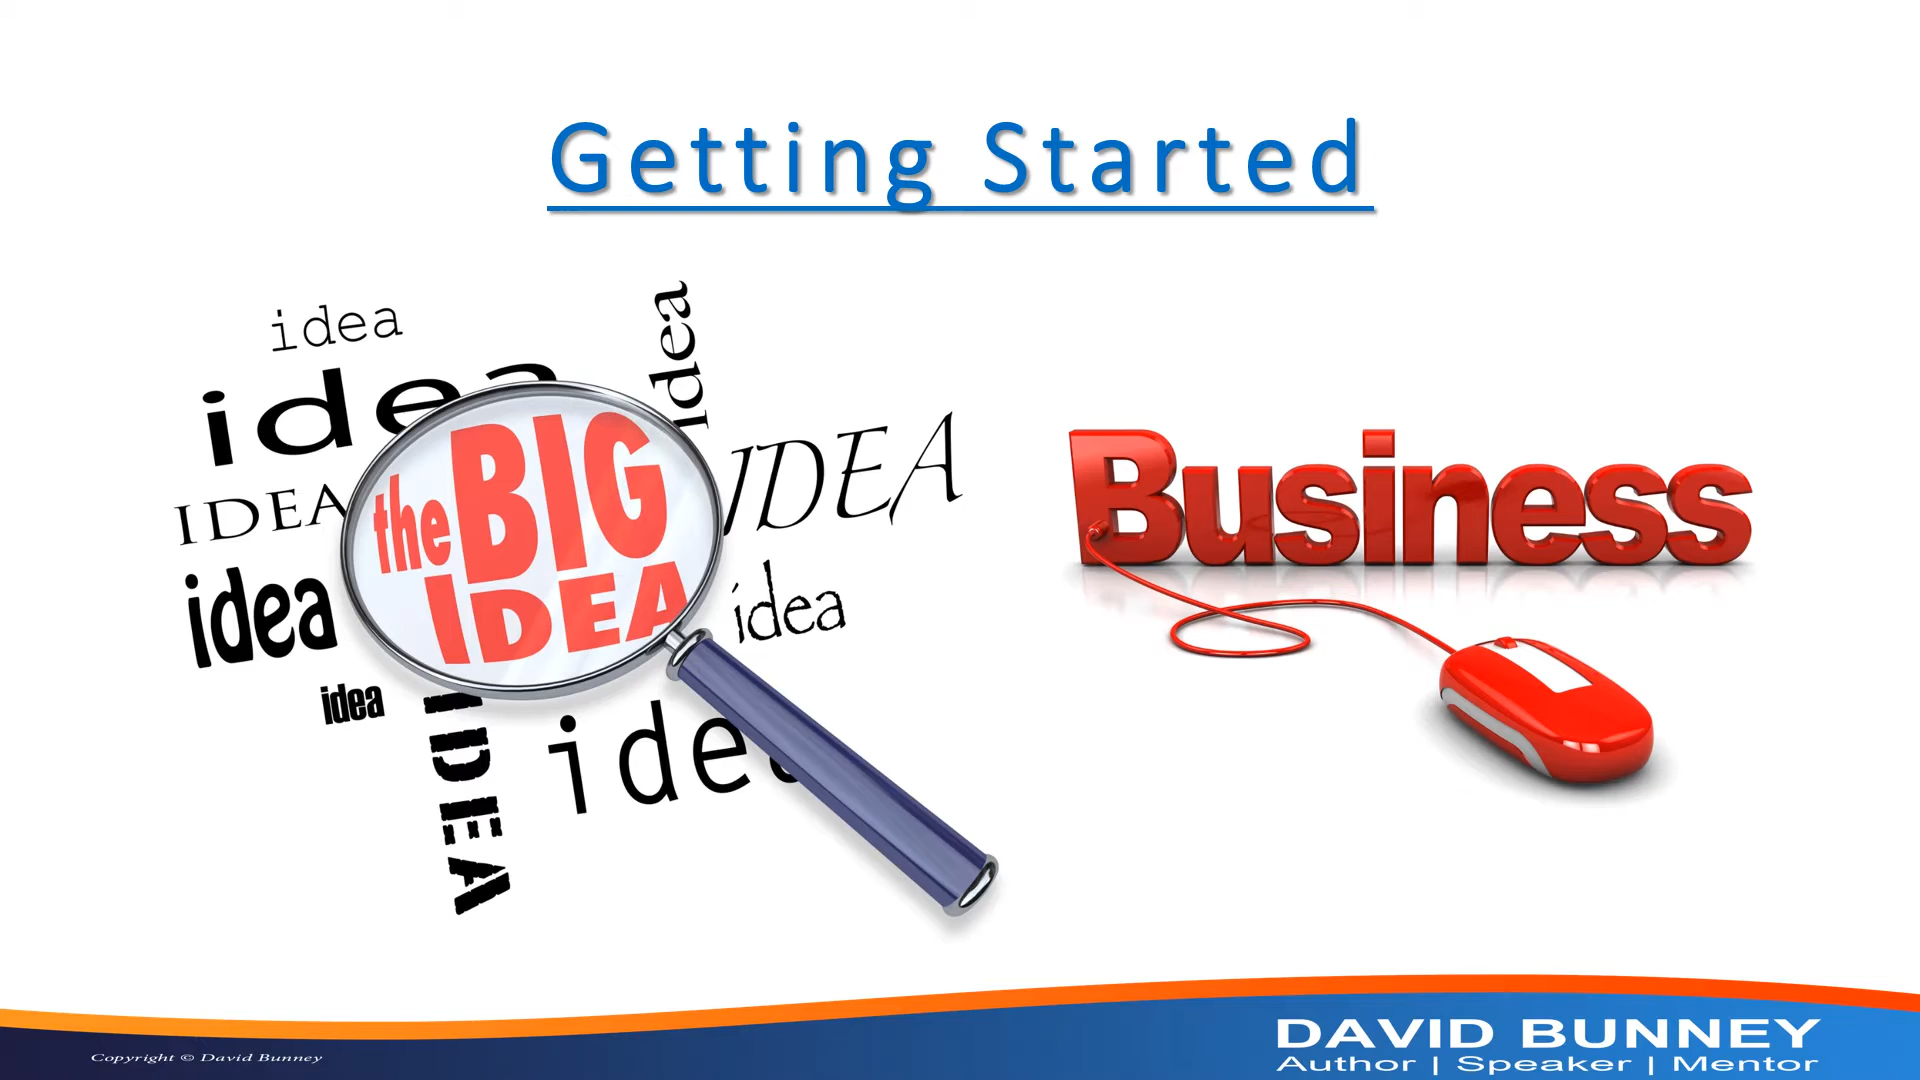 Getting Started
idea
idea
idea
IDEA
IDEA
idea
the BIG
IDEA
idea
idea
IDEA
idea
Business
Copyright © David Bunney
DAVID BUNNEY
Author | Speaker | Mentor